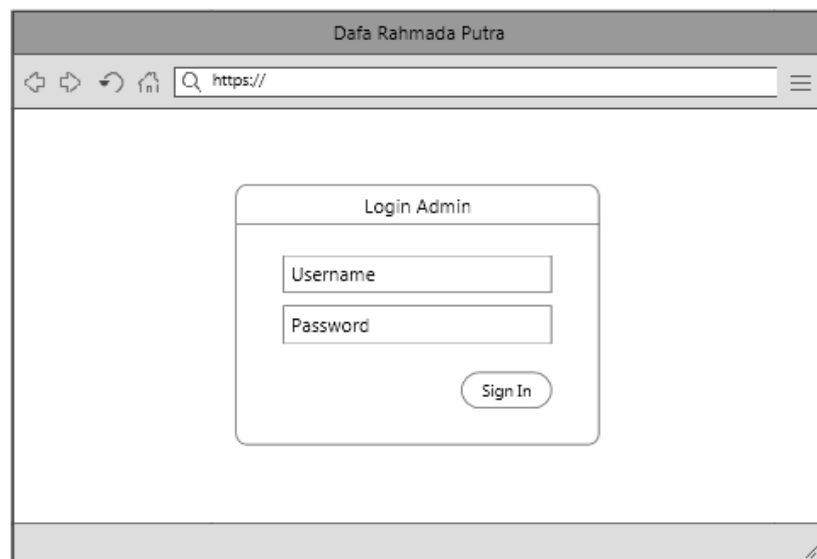 Dafa Rahmada Putra
https://
Login Admin
Username
Password
Sign In